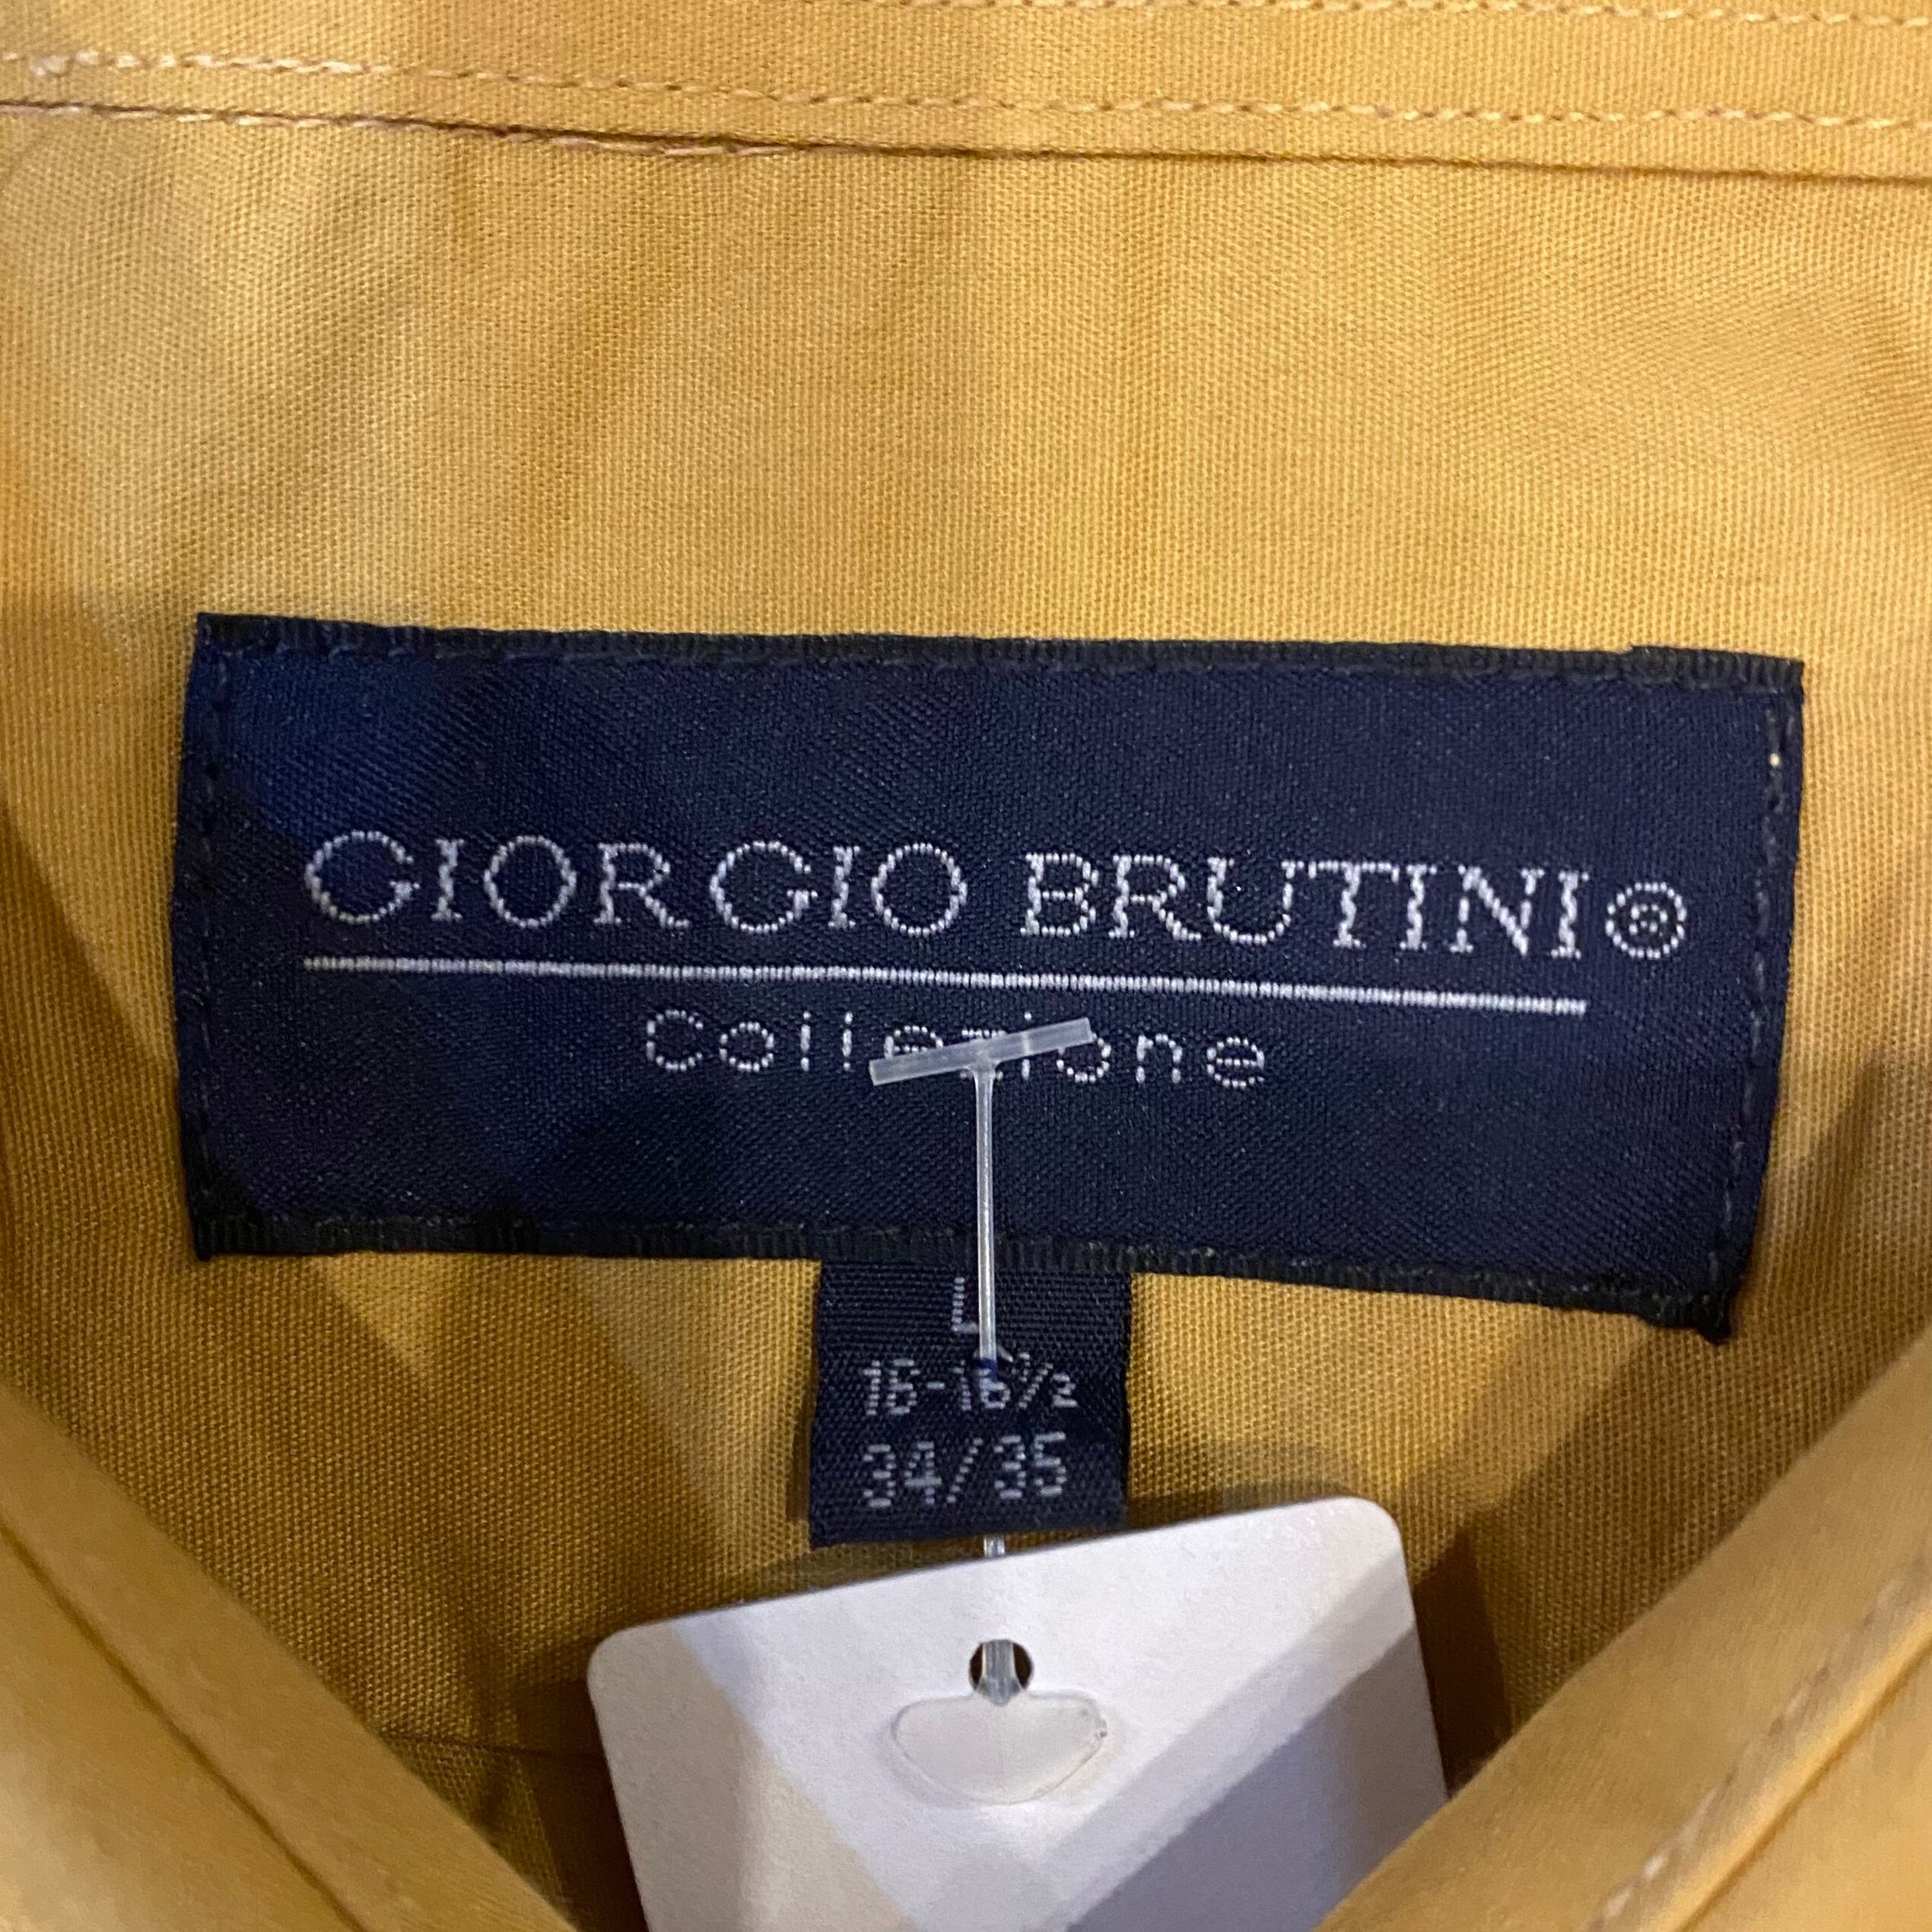 GIORGIO BRUTINI®
Collezione
L
16-16½
34/35